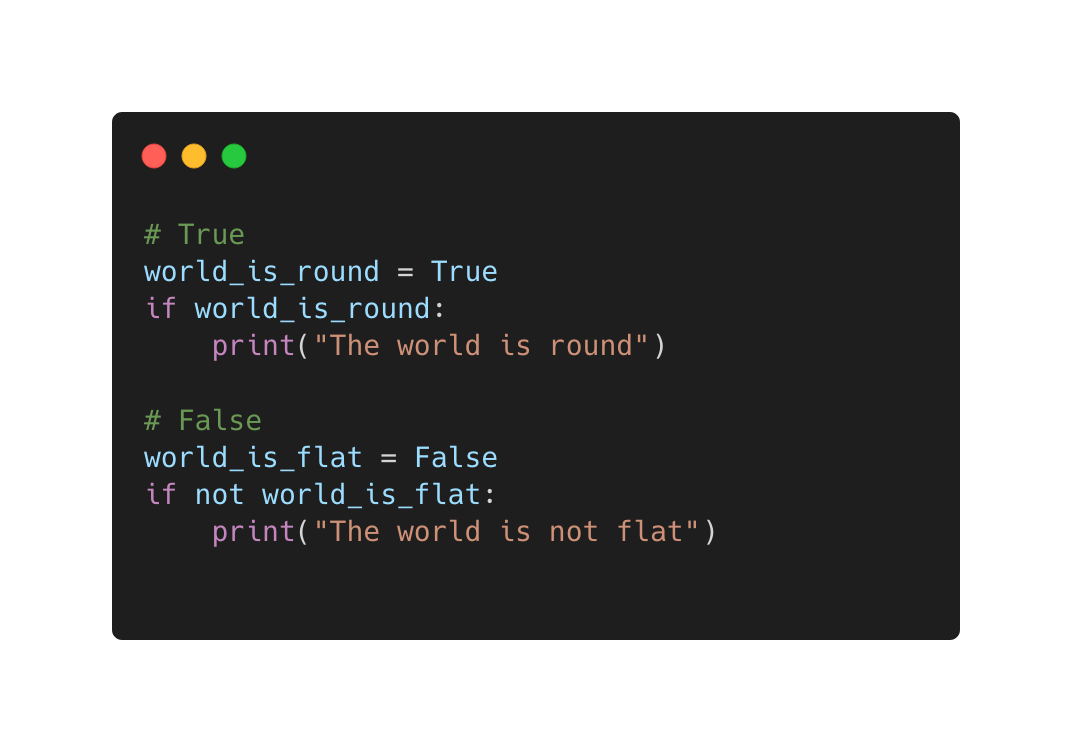 # True
world_is_round = True
if world_is_round:
    print("The world is round")

# False
world_is_flat = False
if not world_is_flat:
    print("The world is not flat")